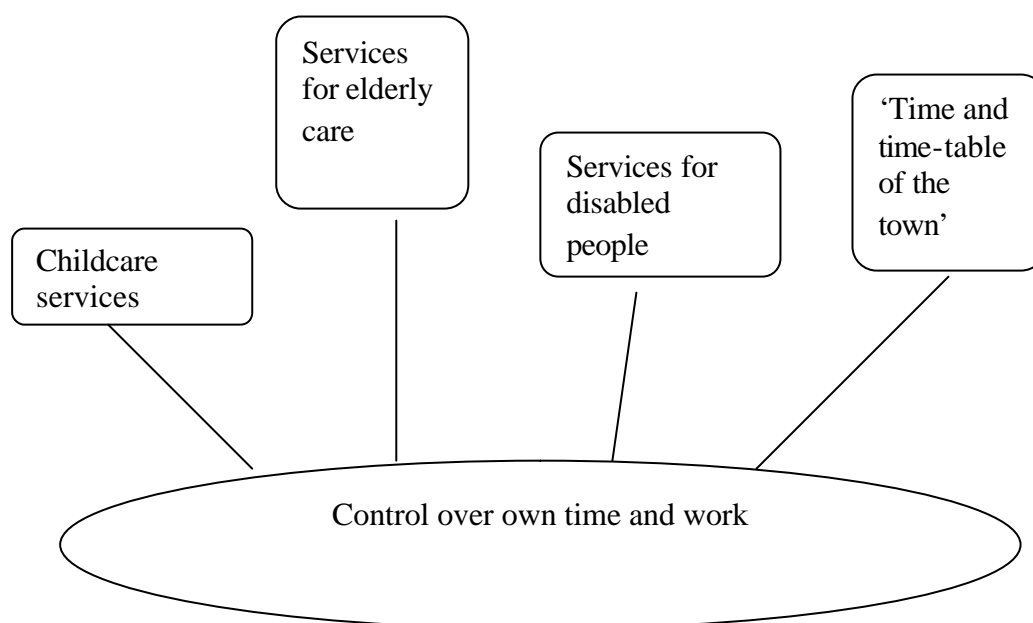 Services
for elderly
care
‘Time and
time-table
of the
town’
Services for
disabled
people
Childcare
services
Control over own time and work